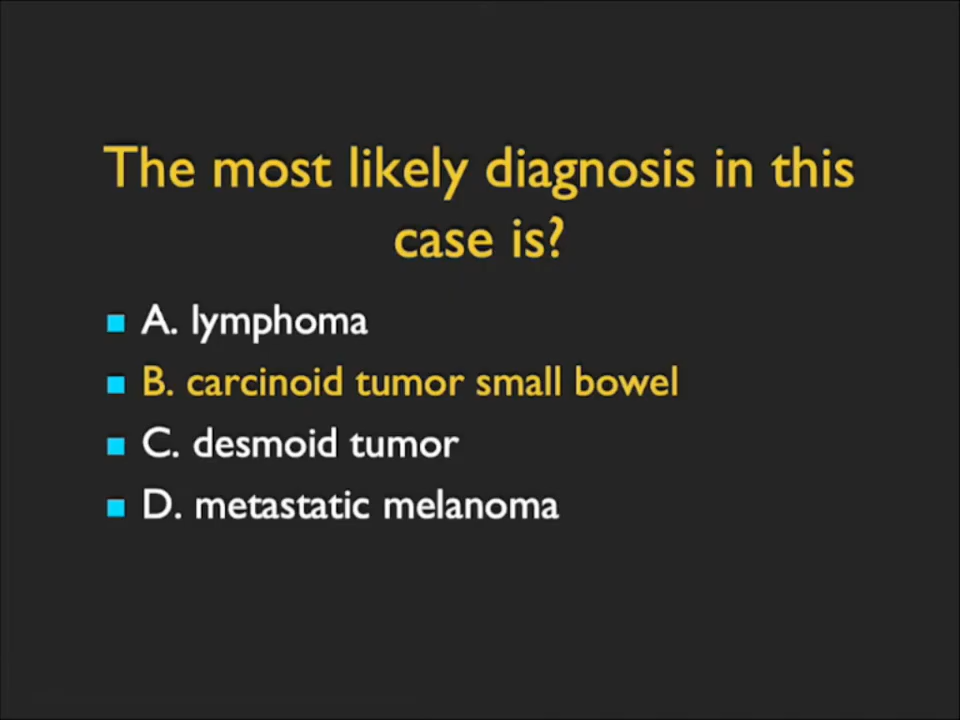 The most likely diagnosis in this
case is?
A. lymphoma
B. carcinoid tumor small bowel
C. desmoid tumor
D. metastatic melanoma